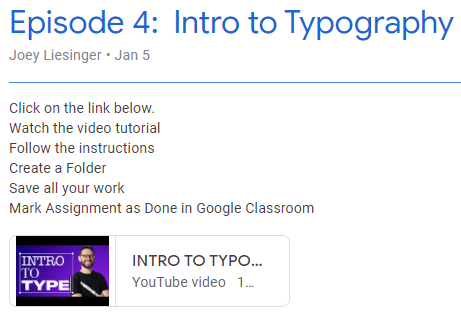 Episode 4: Intro to Typography
Joey Liesinger • Jan 5
Click on the link below.
Watch the video tutorial
Follow the instructions
Create a Folder
Save all your work
Mark Assignment as Done in Google Classroom
INTRO
TO
TYPE
INTRO TO TYPO...
YouTube video 1...